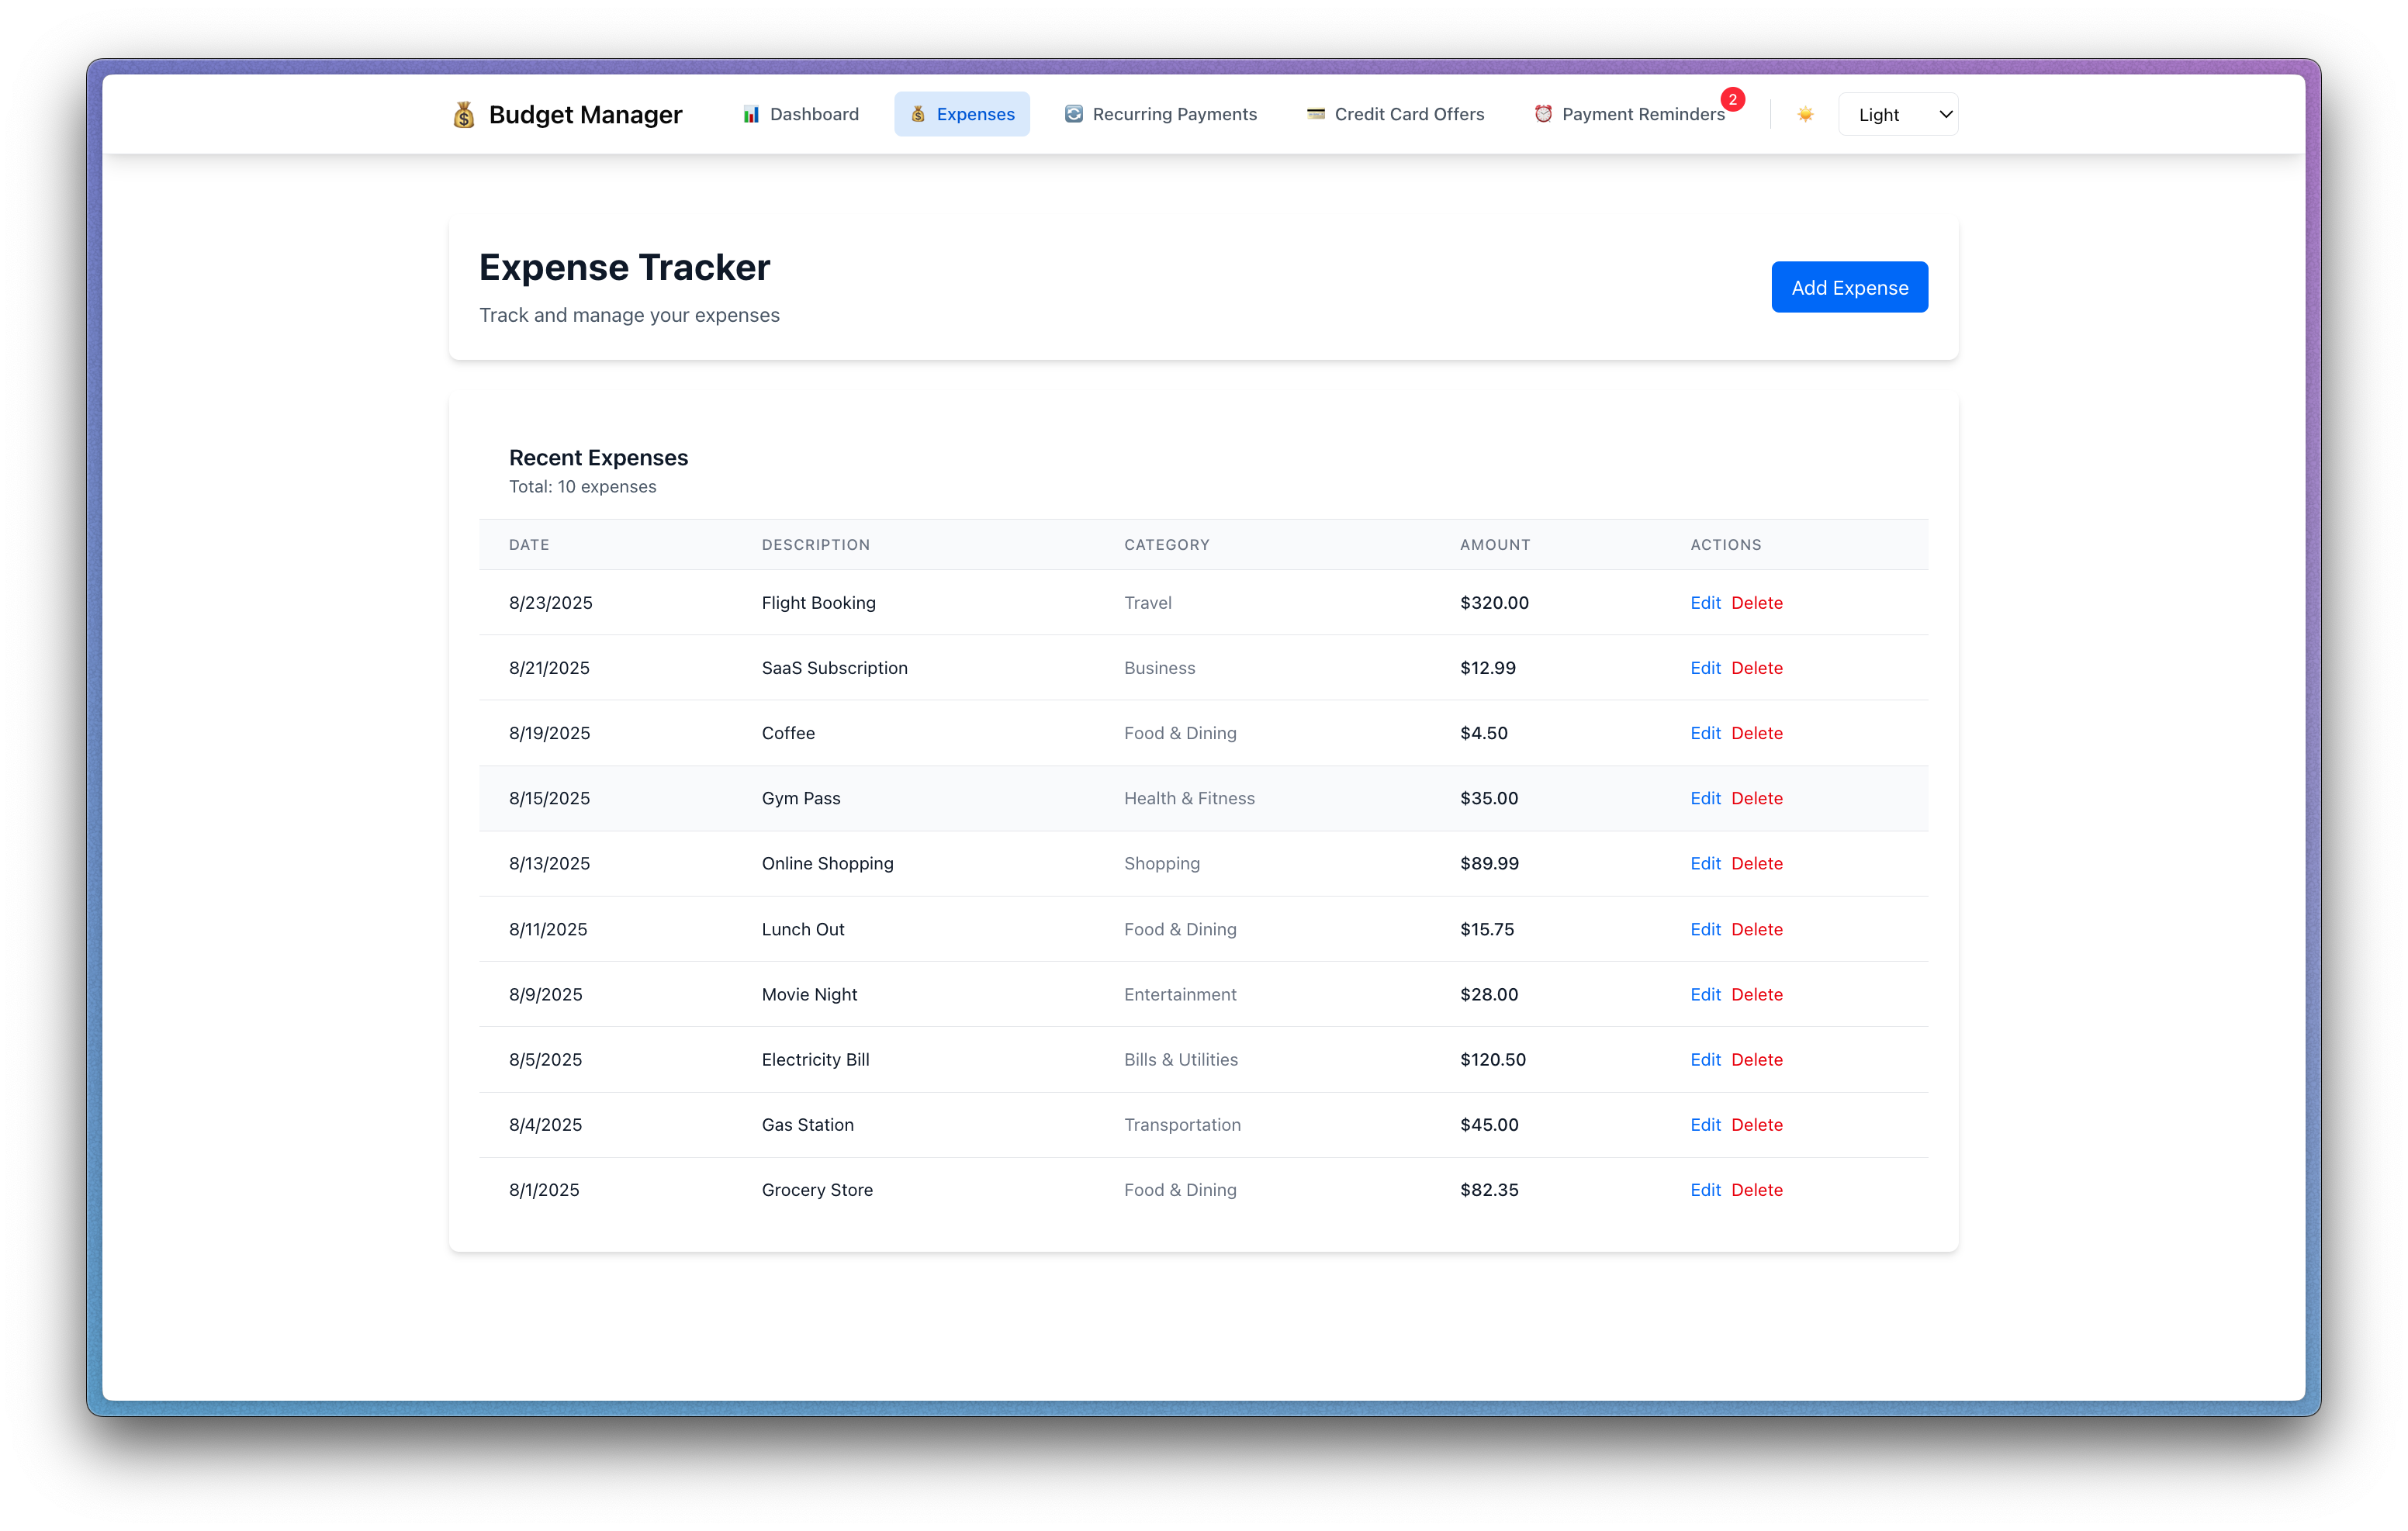 Budget Manager Dashboard Expenses Recurring Payments Credit Card Offers Payment Reminders 2 Light
Expense Tracker
Track and manage your expenses
Add Expense
Recent Expenses
Total: 10 expenses
DATE DESCRIPTION CATEGORY AMOUNT ACTIONS
8/23/2025 Flight Booking Travel $320.00 Edit Delete
8/21/2025 SaaS Subscription Business $12.99 Edit Delete
8/19/2025 Coffee Food & Dining $4.50 Edit Delete
8/15/2025 Gym Pass Health & Fitness $35.00 Edit Delete
8/13/2025 Online Shopping Shopping $89.99 Edit Delete
8/11/2025 Lunch Out Food & Dining $15.75 Edit Delete
8/9/2025 Movie Night Entertainment $28.00 Edit Delete
8/5/2025 Electricity Bill Bills & Utilities $120.50 Edit Delete
8/4/2025 Gas Station Transportation $45.00 Edit Delete
8/1/2025 Grocery Store Food & Dining $82.35 Edit Delete